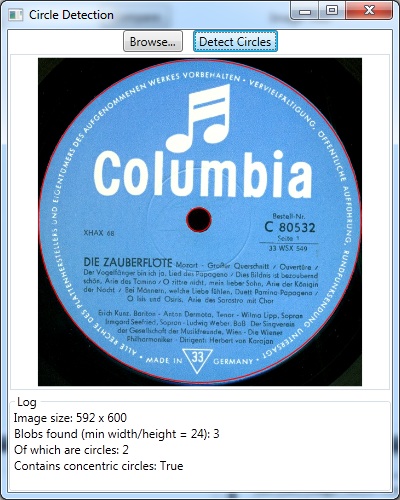 Circle Detection
Browse... Detect Circles
ALLE RECHTE DES PLATTENHERSTELLERS UND EIGENTÜMERS DES AUFGENOMMENEN WERKES VORBEHALTEN • VERVIELFÄLTIGUNG, ÖFFENTLICHE AUFFÜHRUNG, RUNDFUNKSENDUNG UNTERSAGT
Columbia
Bestell-Nr.
C 80532
Seite 1
XHAX 68
33 WSX 549
DIE ZAUBERFLÖTE Mozart - Großer Querschnitt / Ouvertüre /
Der Vogelfänger bin ich ja, Lied des Papageno / Dies Bildnis ist bezaubernd
schön, Arie des Tamino / O zittre nicht, mein lieber Sohn, Arie der Königin
der Nacht / Bei Männern, welche Liebe fühlen, Duett Pamina-Papageno /
O Isis und Osiris, Arie des Sarastro mit Chor
Erich Kunz, Bariton - Anton Dermota, Tenor - Wilma Lipp, Sopran
Irmgard Seefried, Sopran - Ludwig Weber, Baß Der Singverein
der Gesellschaft der Musikfreunde, Wien - Die Wiener
Philharmoniker - Dirigent: Herbert von Karajan
MADE IN 33 GERMANY
Log
Image size: 592 x 600
Blobs found (min width/height = 24): 3
Of which are circles: 2
Contains concentric circles: True